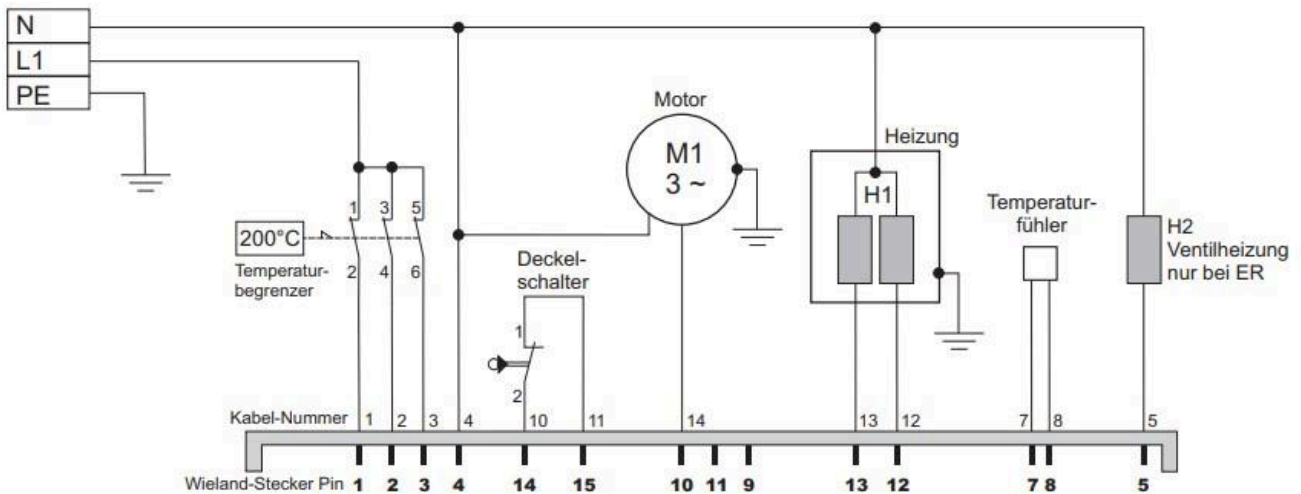 N
L1
PE
Motor
M1
3 ~
Heizung
H1
Temperatur-
fühler
H2
Ventilheizung
nur bei ER
1 3 5
200°C
2 4 6
Temperatur-
begrenzer
Deckel-
schalter
1
2
Kabel-Nummer 1 2 3 4 10 11 14 13 12 7 8 5
Wieland-Stecker Pin 1 2 3 4 14 15 10 11 9 13 12 7 8 5